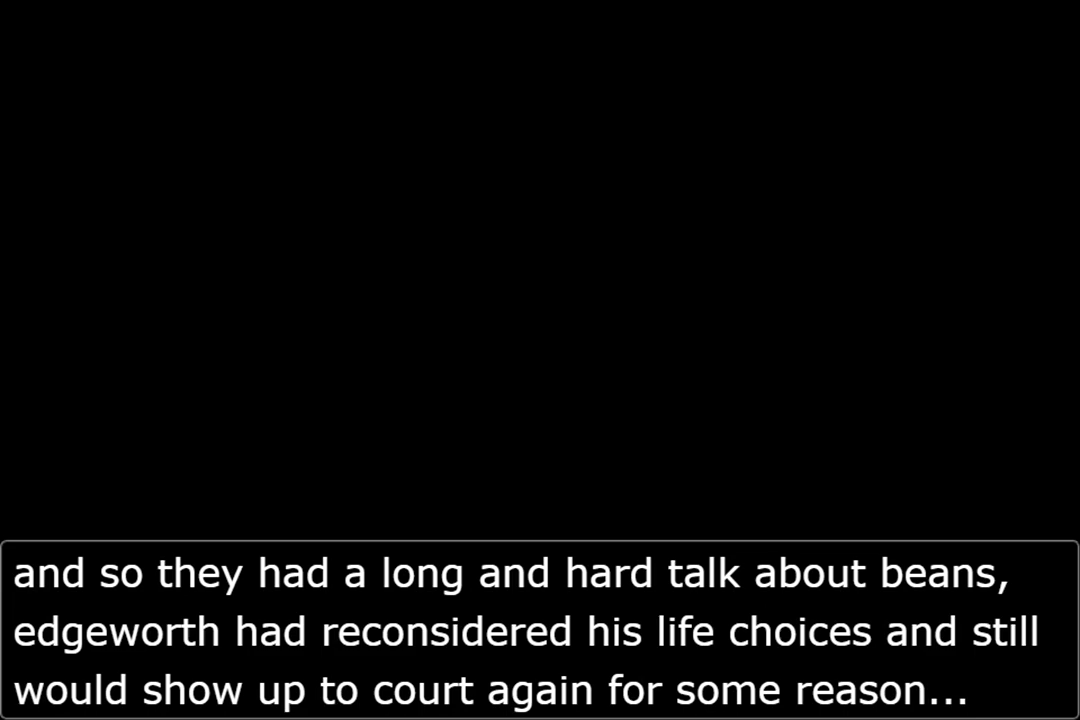 and so they had a long and hard talk about beans,
edgeworth had reconsidered his life choices and still
would show up to court again for some reason...